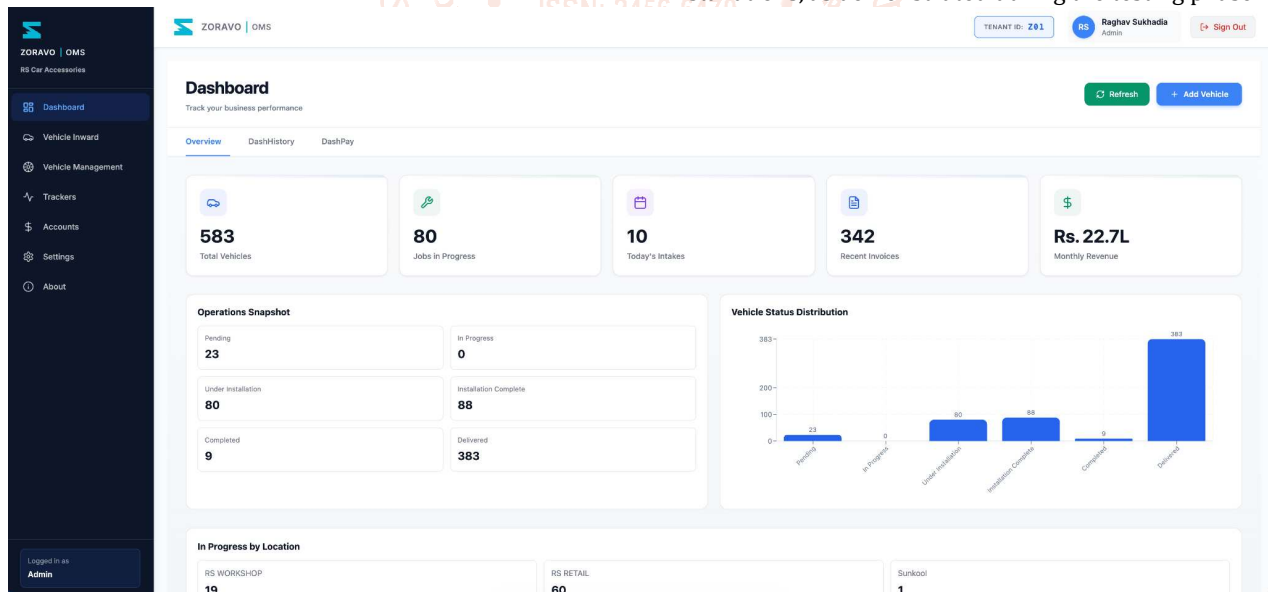 ZORAVO | OMS
RS Car Accessories
Dashboard
Vehicle Inward
Vehicle Management
Trackers
Accounts
Settings
About
Logged in as
Admin
ZORAVO | OMS
TENANT ID: Z01
RS
Raghav Sukhadia
Admin
Sign Out
Dashboard
Track your business performance
Refresh
+ Add Vehicle
Overview DashHistory DashPay
583
Total Vehicles
80
Jobs in Progress
10
Today's Intakes
342
Recent Invoices
Rs. 22.7L
Monthly Revenue
Operations Snapshot
Pending
23
In Progress
0
Under Installation
80
Installation Complete
88
Completed
9
Delivered
383
Vehicle Status Distribution
383
200
100
0
23
0
80
88
9
383
Pending
In Progress
Under Installation
Installation Complete
Completed
Delivered
In Progress by Location
RS WORKSHOP
19
RS RETAIL
60
Sunkool
1